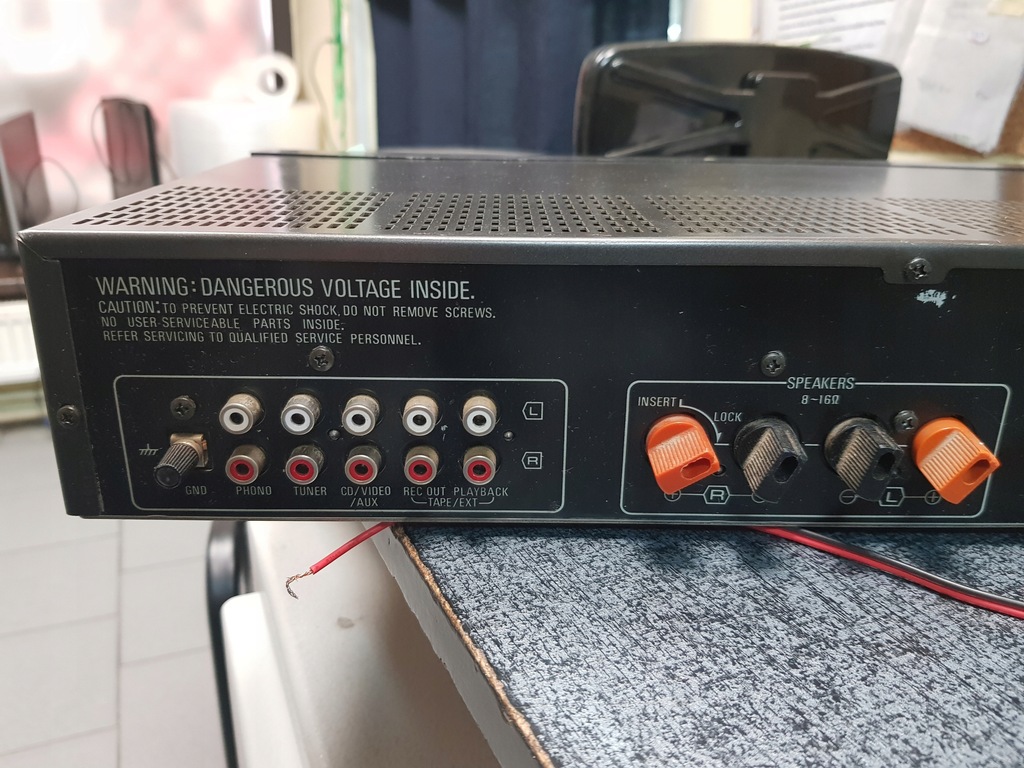 WARNING: DANGEROUS VOLTAGE INSIDE.
CAUTION: TO PREVENT ELECTRIC SHOCK, DO NOT REMOVE SCREWS.
NO USER-SERVICEABLE PARTS INSIDE.
REFER SERVICING TO QUALIFIED SERVICE PERSONNEL.
L
R
GND PHONO TUNER CD/VIDEO REC OUT PLAYBACK
/AUX TAPE/EXT
SPEAKERS
8~16Ω
INSERT
LOCK
+ R - - L +